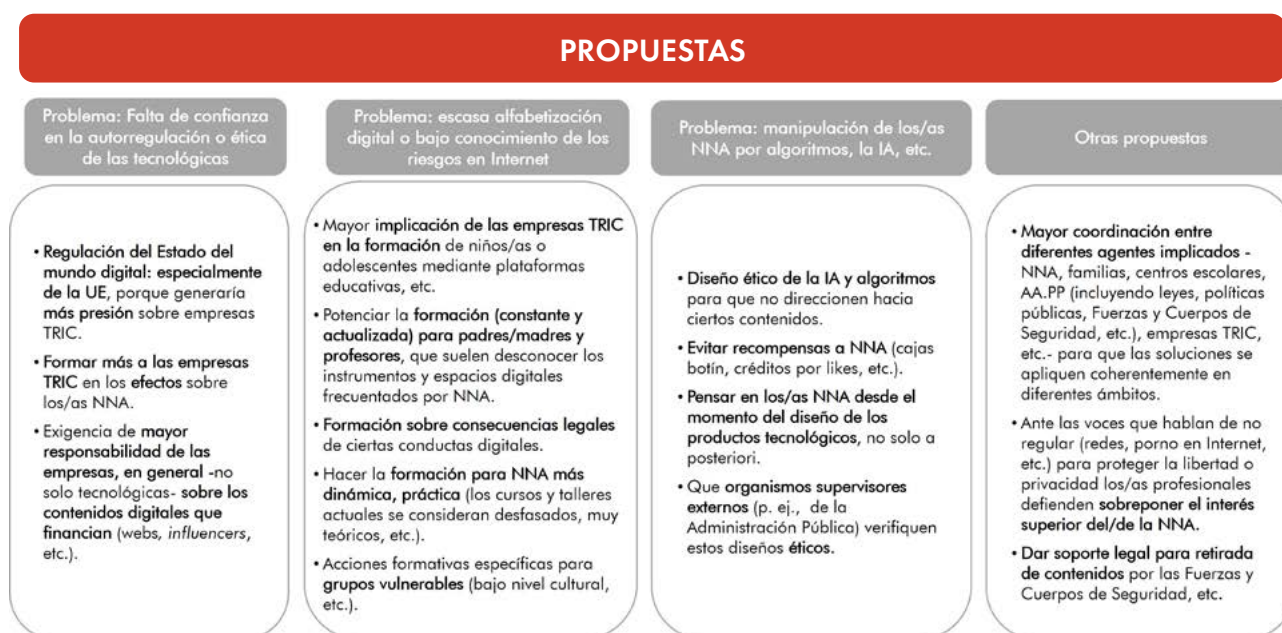 PROPUESTAS
Problema: Falta de confianza
en la autorregulación o ética
de las tecnológicas
• Regulación del Estado del
mundo digital: especialmente
de la UE, porque generaría
más presión sobre empresas
TRIC.
• Formar más a las empresas
TRIC en los efectos sobre
los/as NNA.
• Exigencia de mayor
responsabilidad de las
empresas, en general -no
solo tecnológicas- sobre los
contenidos digitales que
financian (webs, influencers,
etc.).
Problema: escasa alfabetización
digital o bajo conocimiento de los
riesgos en Internet
• Mayor implicación de las empresas TRIC
en la formación de niños/as o
adolescentes mediante plataformas
educativas, etc.
• Potenciar la formación (constante y
actualizada) para padres/madres y
profesores, que suelen desconocer los
instrumentos y espacios digitales
frecuentados por NNA.
• Formación sobre consecuencias legales
de ciertas conductas digitales.
• Hacer la formación para NNA más
dinámica, práctica (los cursos y talleres
actuales se consideran desfasados, muy
teóricos, etc.).
• Acciones formativas específicas para
grupos vulnerables (bajo nivel cultural,
etc.).
Problema: manipulación de los/as
NNA por algoritmos, la IA, etc.
• Diseño ético de la IA y algoritmos
para que no direccionen hacia
ciertos contenidos.
• Evitar recompensas a NNA (cajas
botín, créditos por likes, etc.).
• Pensar en los/as NNA desde el
momento del diseño de los
productos tecnológicos, no solo a
posteriori.
• Que organismos supervisores
externos (p. ej., de la
Administración Pública) verifiquen
estos diseños éticos.
Otras propuestas
• Mayor coordinación entre
diferentes agentes implicados -
NNA, familias, centros escolares,
AA.PP (incluyendo leyes, políticas
públicas, Fuerzas y Cuerpos de
Seguridad, etc.), empresas TRIC,
etc.- para que las soluciones se
apliquen coherentemente en
diferentes ámbitos.
• Ante las voces que hablan de no
regular (redes, porno en Internet,
etc.) para proteger la libertad o
privacidad los/as profesionales
defienden sobreponer el interés
superior del/de la NNA.
• Dar soporte legal para retirada
de contenidos por las Fuerzas y
Cuerpos de Seguridad, etc.